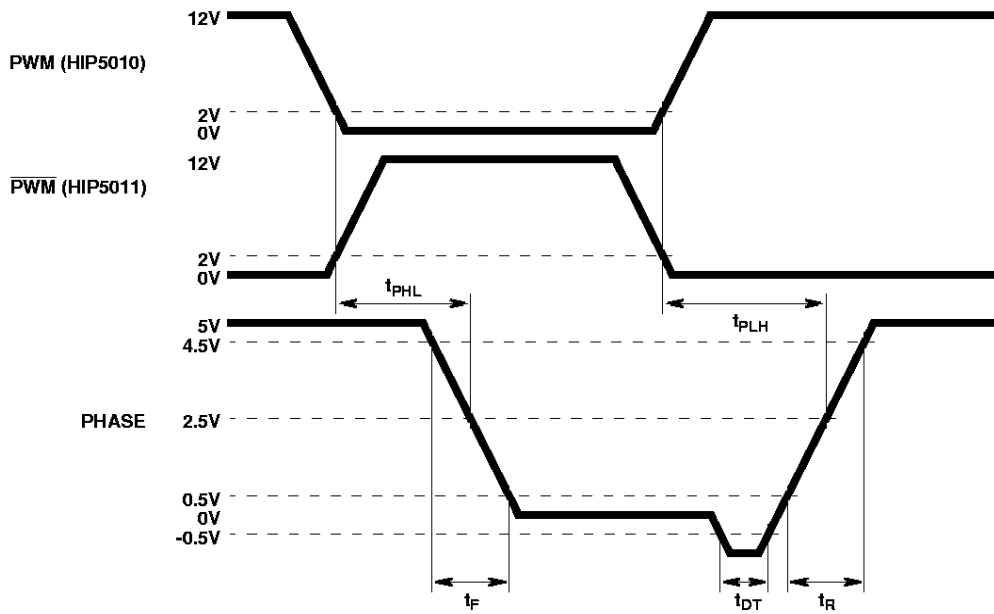 12V
PWM (HIP5010)
2V
0V
12V
P̅W̅M̅ (HIP5011)
2V
0V
tPHL
tPLH
5V
4.5V
PHASE
2.5V
0.5V
0V
-0.5V
tF
tDT
tR